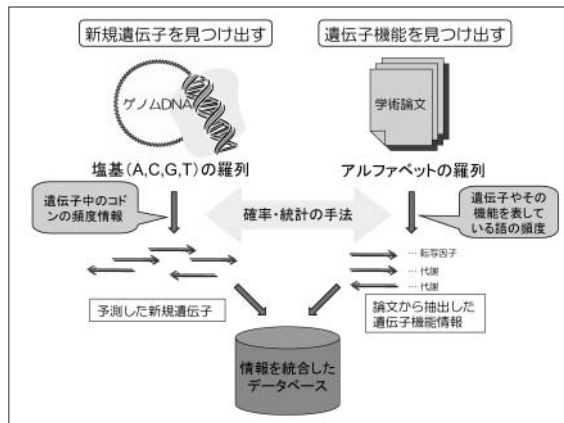 新規遺伝子を見つけ出す
ゲノムDNA
塩基(A,C,G,T)の羅列
遺伝子中のコド
ンの頻度情報
予測した新規遺伝子
確率・統計の手法
遺伝子機能を見つけ出す
学術論文
アルファベットの羅列
遺伝子やその
機能を表して
いる語の頻度
… 転写因子
… 代謝
… 代謝
論文から抽出した
遺伝子機能情報
情報を統合した
データベース